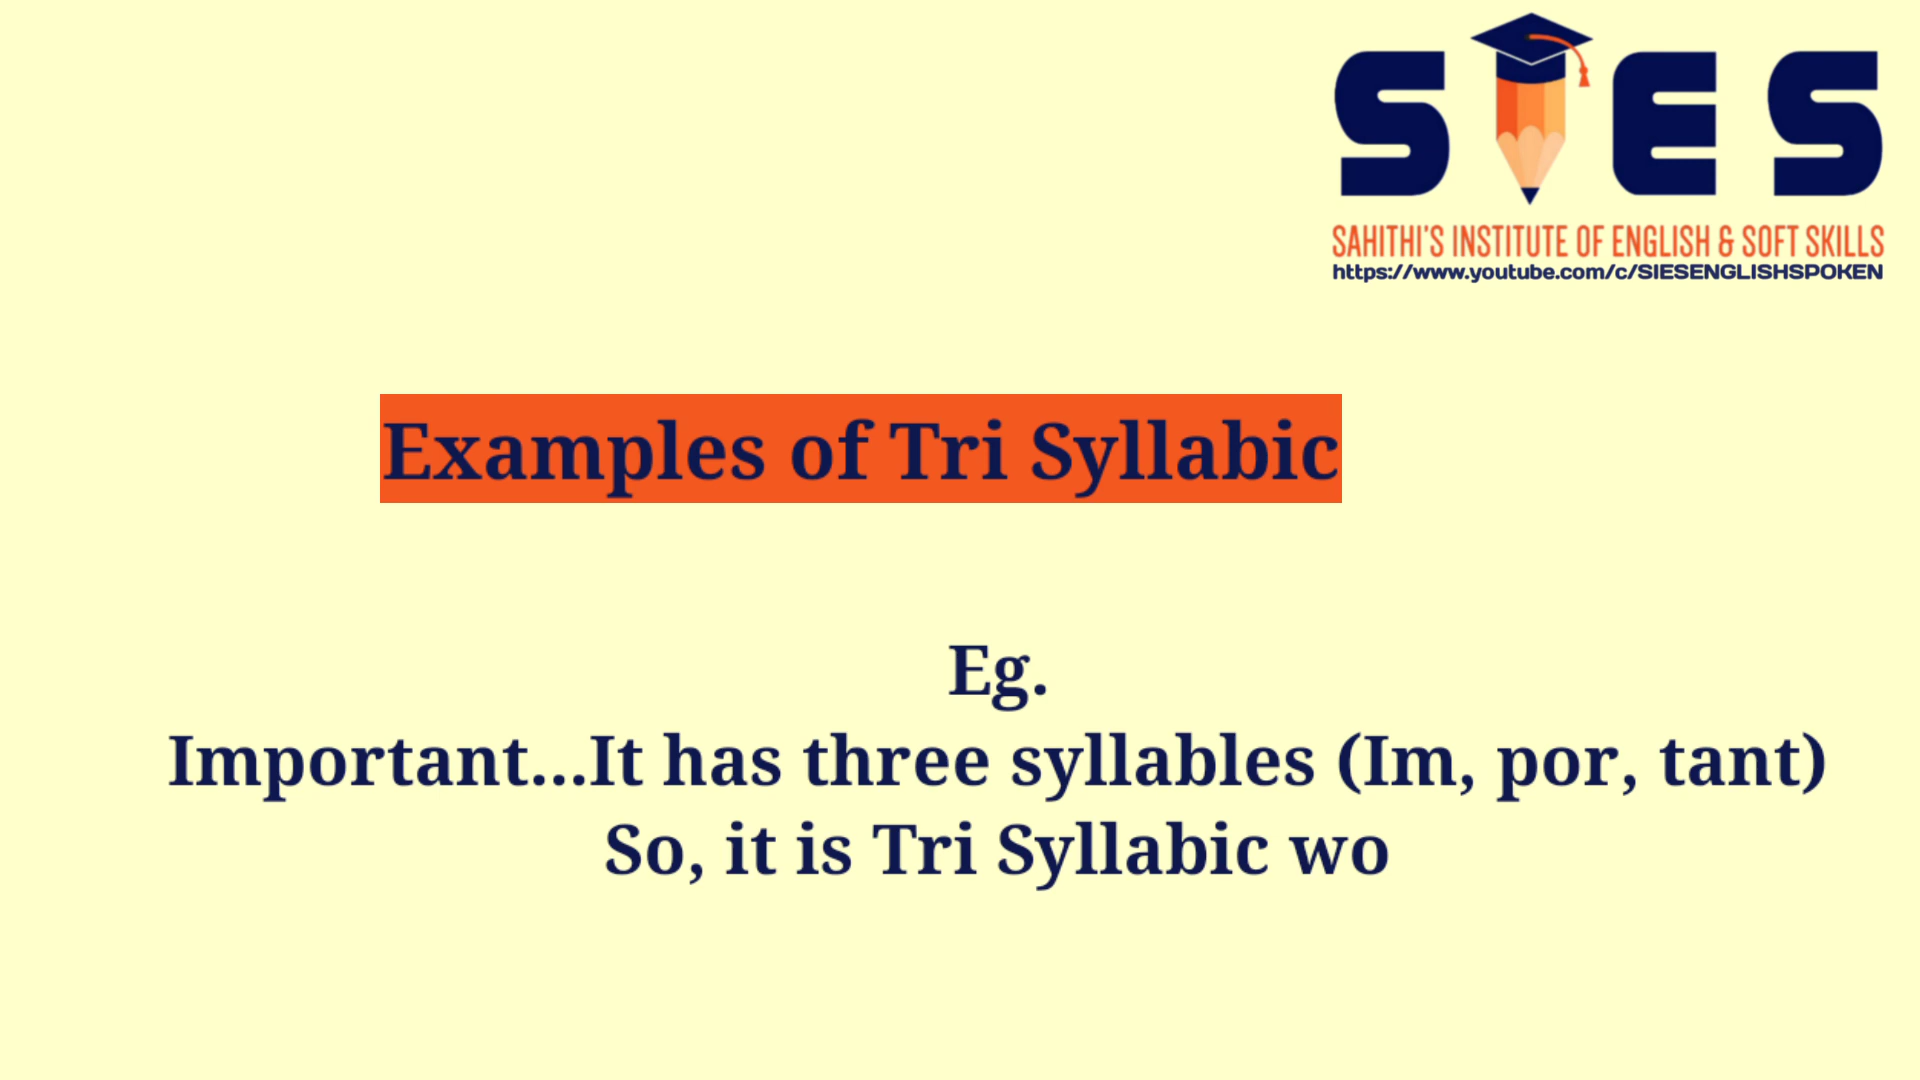 SIES
SAHITHI'S INSTITUTE OF ENGLISH & SOFT SKILLS
https://www.youtube.com/c/SIESENGLISHSPOKEN
Examples of Tri Syllabic
Eg.
Important...It has three syllables (Im, por, tant)
So, it is Tri Syllabic wo